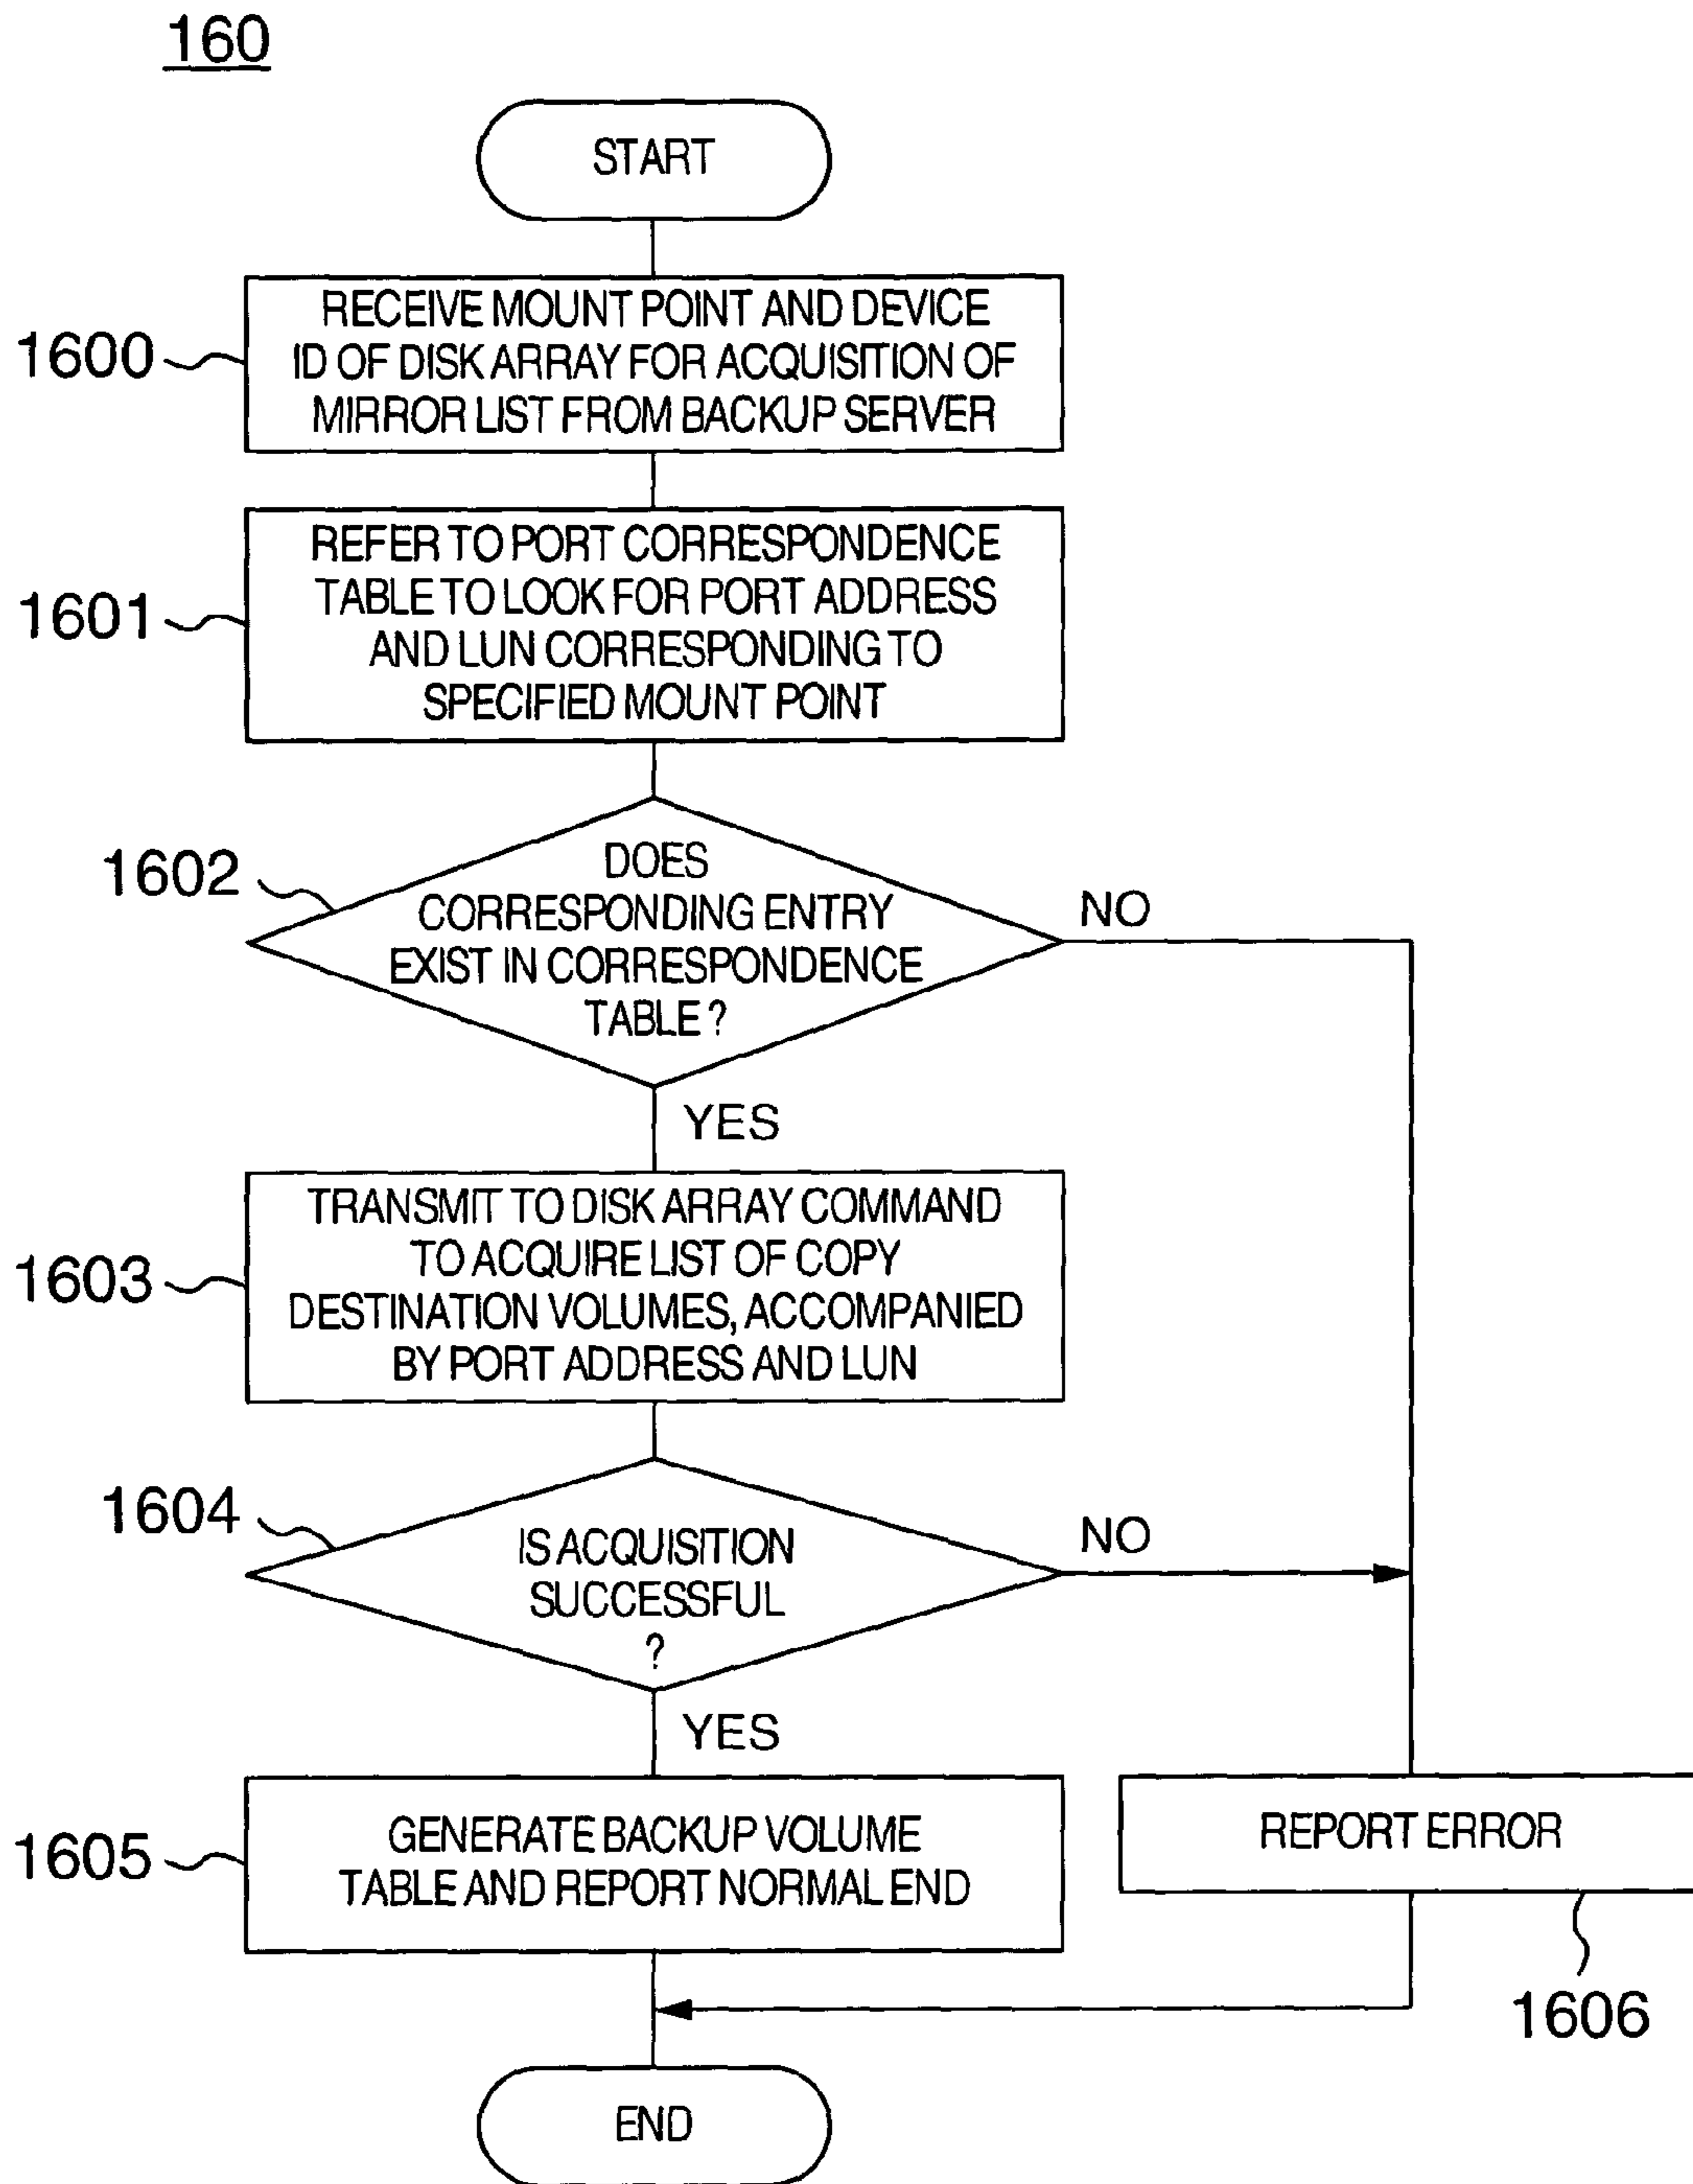 160
START
1600
RECEIVE MOUNT POINT AND DEVICE
ID OF DISK ARRAY FOR ACQUISITION OF
MIRROR LIST FROM BACKUP SERVER
1601
REFER TO PORT CORRESPONDENCE
TABLE TO LOOK FOR PORT ADDRESS
AND LUN CORRESPONDING TO
SPECIFIED MOUNT POINT
1602
DOES
CORRESPONDING ENTRY
EXIST IN CORRESPONDENCE
TABLE ?
NO
YES
1603
TRANSMIT TO DISK ARRAY COMMAND
TO ACQUIRE LIST OF COPY
DESTINATION VOLUMES, ACCOMPANIED
BY PORT ADDRESS AND LUN
1604
IS ACQUISITION
SUCCESSFUL
?
NO
YES
1605
GENERATE BACKUP VOLUME
TABLE AND REPORT NORMAL END
REPORT ERROR
1606
END